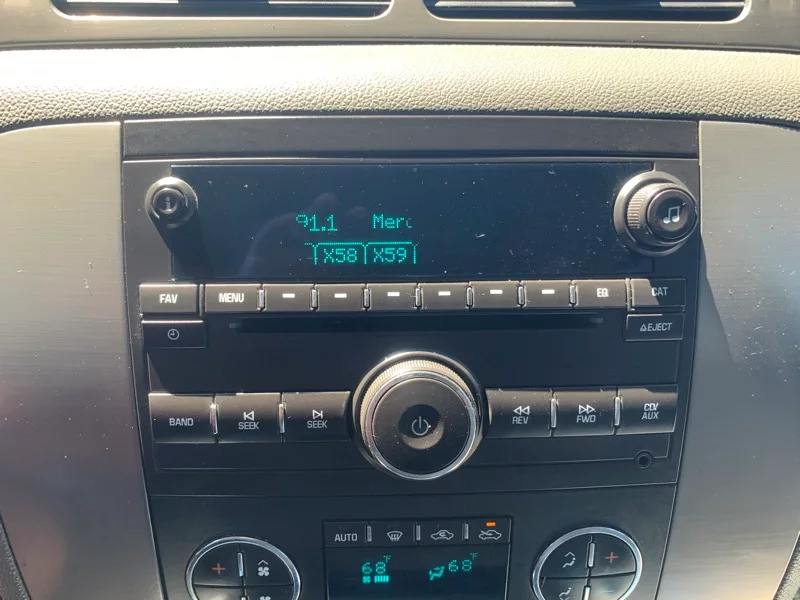 91.1 Merc
X58 X59
FAV MENU EQ CAT
EJECT
BAND SEEK SEEK REV FWD CD/AUX
AUTO
68°F 68°F